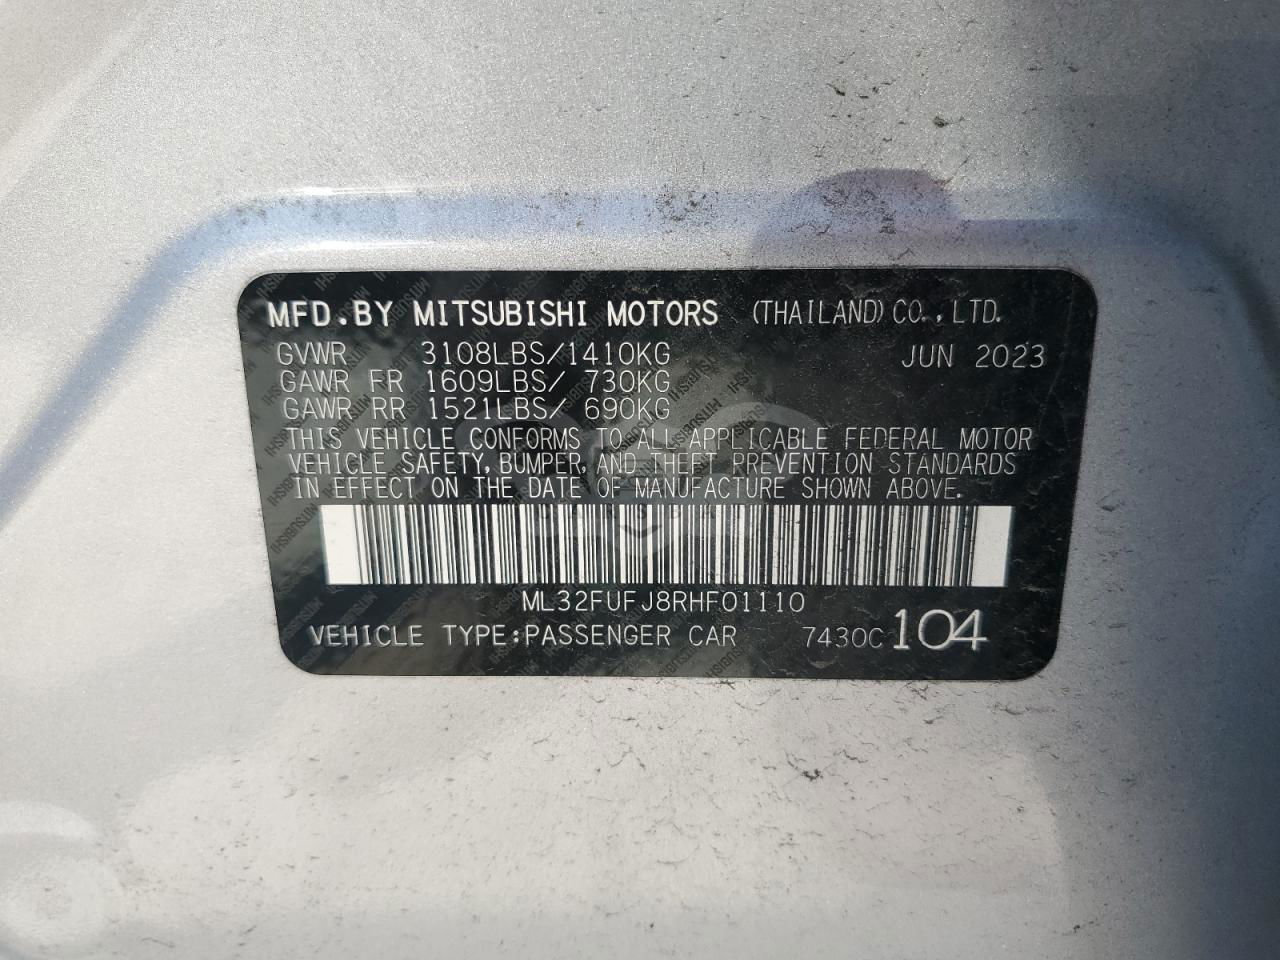 MFD.BY MITSUBISHI MOTORS (THAILAND) CO.,LTD.
GVWR 3108LBS/1410KG JUN 2023
GAWR FR 1609LBS/ 730KG
GAWR RR 1521LBS/ 690KG
THIS VEHICLE CONFORMS TO ALL APPLICABLE FEDERAL MOTOR
VEHICLE SAFETY, BUMPER, AND THEFT PREVENTION STANDARDS
IN EFFECT ON THE DATE OF MANUFACTURE SHOWN ABOVE.
ML32FUFJ8RHF01110
VEHICLE TYPE:PASSENGER CAR 7430C 104